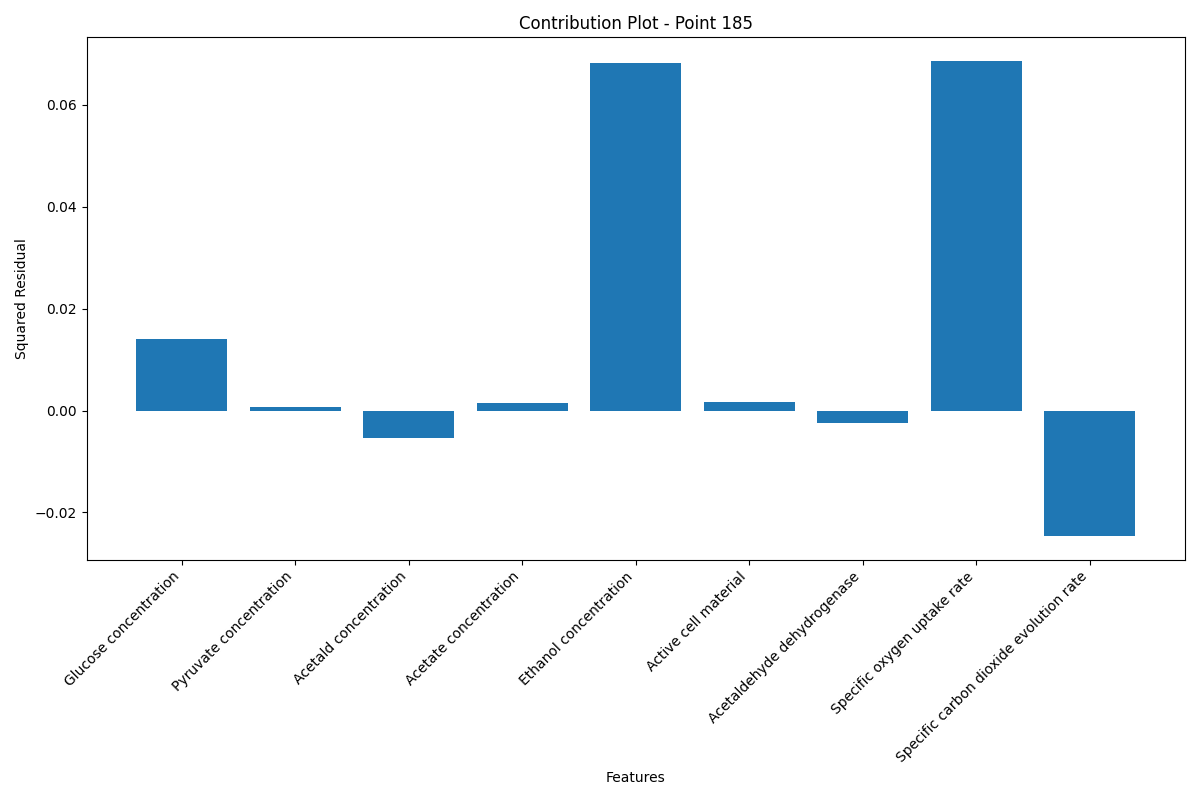 Contribution Plot - Point 185
Squared Residual
0.06
0.04
0.02
0.00
−0.02
Glucose concentration
Pyruvate concentration
Acetald concentration
Acetate concentration
Ethanol concentration
Active cell material
Acetaldehyde dehydrogenase
Specific oxygen uptake rate
Specific carbon dioxide evolution rate
Features